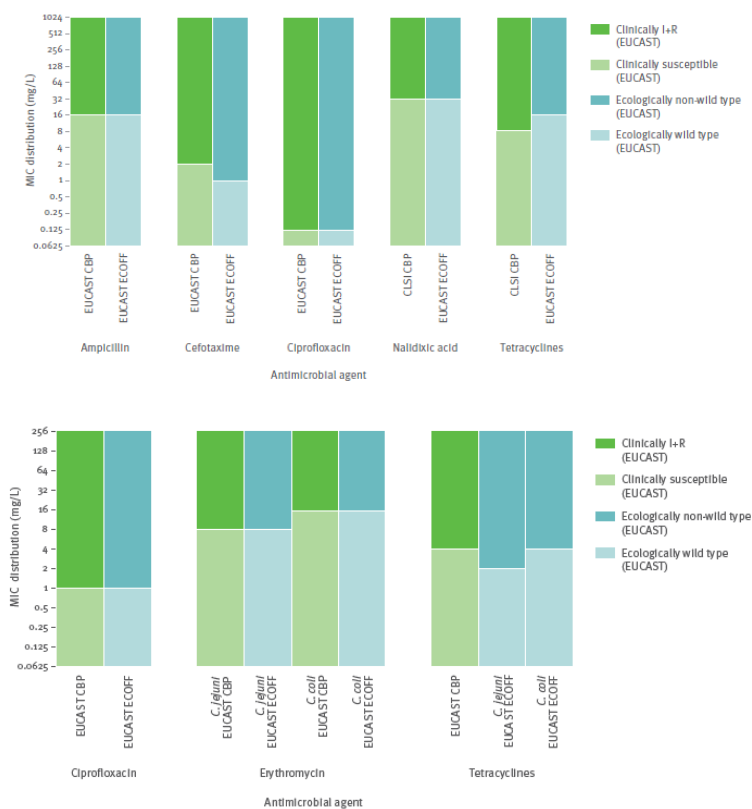 MIC distribution (mg/L)
1024
512
256
128
64
32
16
8
4
2
1
0.5
0.25
0.125
0.0625
EUCAST CBP
EUCAST ECOFF
EUCAST CBP
EUCAST ECOFF
EUCAST CBP
EUCAST ECOFF
CLSI CBP
EUCAST ECOFF
CLSI CBP
EUCAST ECOFF
Ampicillin
Cefotaxime
Ciprofloxacin
Nalidixic acid
Tetracyclines
Antimicrobial agent
Clinically I+R
(EUCAST)
Clinically susceptible
(EUCAST)
Ecologically non-wild type
(EUCAST)
Ecologically wild type
(EUCAST)
MIC distribution (mg/L)
256
128
64
32
16
8
4
2
1
0.5
0.25
0.125
0.0625
EUCAST CBP
EUCAST ECOFF
C. jejuni
EUCAST CBP
C. jejuni
EUCAST ECOFF
C. coli
EUCAST CBP
C. coli
EUCAST ECOFF
EUCAST CBP
C. jejuni
EUCAST ECOFF
C. coli
EUCAST ECOFF
Ciprofloxacin
Erythromycin
Tetracyclines
Antimicrobial agent
Clinically I+R
(EUCAST)
Clinically susceptible
(EUCAST)
Ecologically non-wild type
(EUCAST)
Ecologically wild type
(EUCAST)